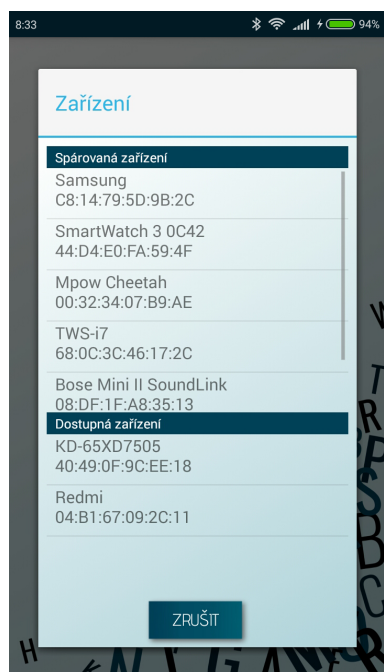 8:33
94%
Zařízení
Spárovaná zařízení
Samsung
C8:14:79:5D:9B:2C
SmartWatch 3 0C42
44:D4:E0:FA:59:4F
Mpow Cheetah
00:32:34:07:B9:AE
TWS-i7
68:0C:3C:46:17:2C
Bose Mini II SoundLink
08:DF:1F:A8:35:13
Dostupná zařízení
KD-65XD7505
40:49:0F:9C:EE:18
Redmi
04:B1:67:09:2C:11
ZRUŠIT